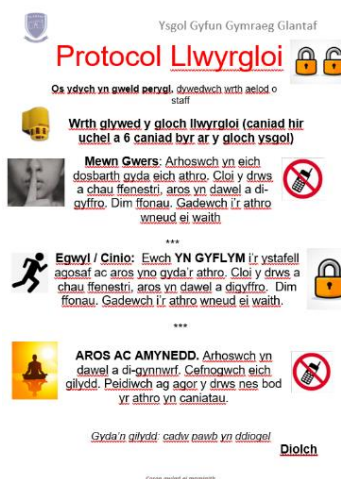 Ysgol Gyfun Gymraeg Glantaf
Protocol Llwyrgloi
Os ydych yn gweld perygl, dywedwch wrth aelod o
staff
Wrth glywed y gloch llwyrgloi (caniad hir
uchel a 6 caniad byr ar y gloch ysgol)
Mewn Gwers: Arhoswch yn eich
dosbarth gyda eich athro. Cloi y drws
a chau ffenestri, aros yn dawel a di-
gyffro. Dim ffonau. Gadewch i'r athro
wneud ei waith
***
Egwyl / Cinio: Ewch YN GYFLYM i'r ystafell
agosaf ac aros yno gyda'r athro. Cloi y drws a
chau ffenestri, aros yn dawel a digyffro. Dim
ffonau. Gadewch i'r athro wneud ei waith.
***
AROS AC AMYNEDD. Arhoswch yn
dawel a di-gynnwrf. Cefnogwch eich
gilydd. Peidiwch ag agor y drws nes bod
yr athro yn caniatau.
Gyda'n gilydd: cadw pawb yn ddiogel
Diolch